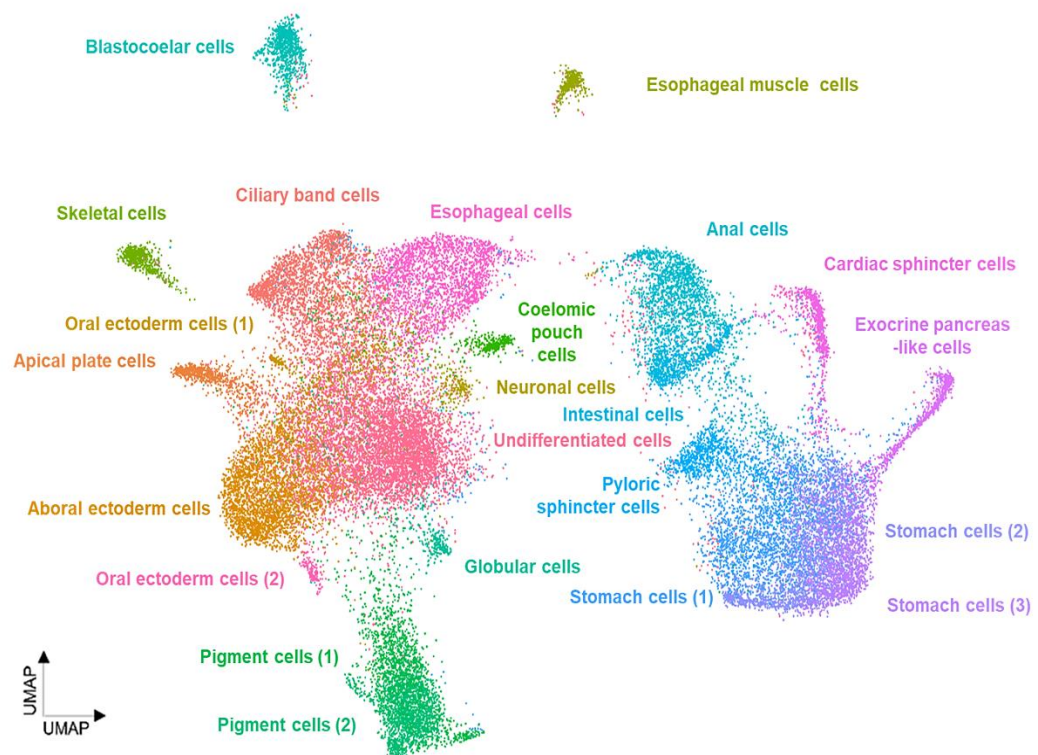 Blastocoelar cells
Esophageal muscle cells
Ciliary band cells
Skeletal cells
Esophageal cells
Anal cells
Cardiac sphincter cells
Oral ectoderm cells (1)
Coelomic
pouch
cells
Exocrine pancreas
-like cells
Apical plate cells
Neuronal cells
Intestinal cells
Undifferentiated cells
Pyloric
sphincter cells
Aboral ectoderm cells
Stomach cells (2)
Oral ectoderm cells (2)
Globular cells
Stomach cells (1)
Stomach cells (3)
Pigment cells (1)
Pigment cells (2)
UMAP
UMAP